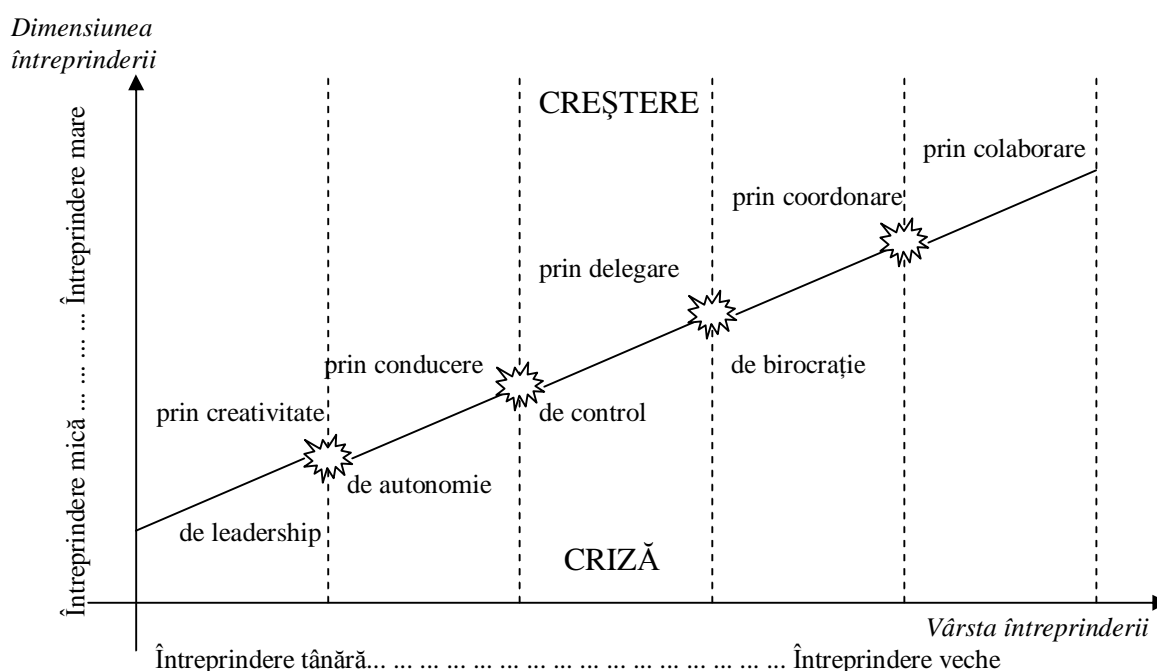 Dimensiunea
întreprinderii
CREŞTERE
prin colaborare
prin coordonare
prin delegare
prin conducere
de birocrație
prin creativitate
de control
de autonomie
de leadership
CRIZĂ
Întreprindere mică ... ... ... ... ... Întreprindere mare
Vârsta întreprinderii
Întreprindere tânără... ... ... ... ... ... ... ... ... ... ... ... ... ... ... ... ... Întreprindere veche